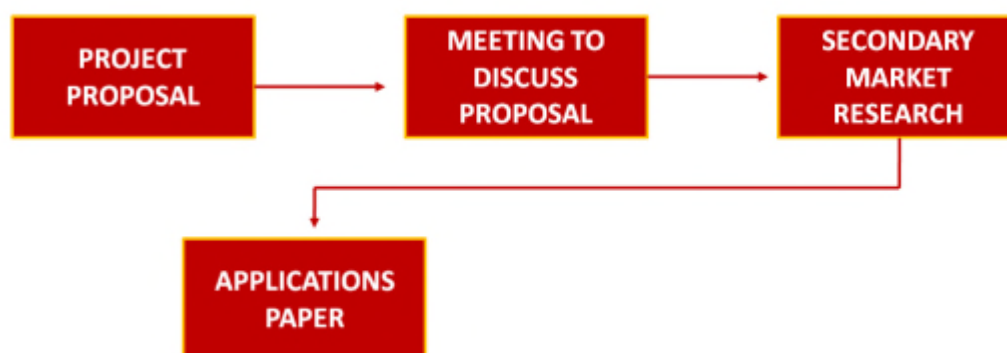 PROJECT
PROPOSAL
MEETING TO
DISCUSS
PROPOSAL
SECONDARY
MARKET
RESEARCH
APPLICATIONS
PAPER